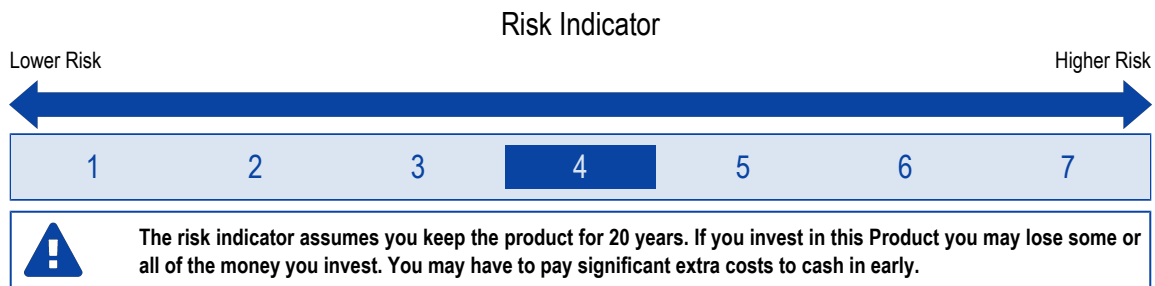 Risk Indicator
Lower Risk Higher Risk
1 2 3 4 5 6 7
The risk indicator assumes you keep the product for 20 years. If you invest in this Product you may lose some or
all of the money you invest. You may have to pay significant extra costs to cash in early.